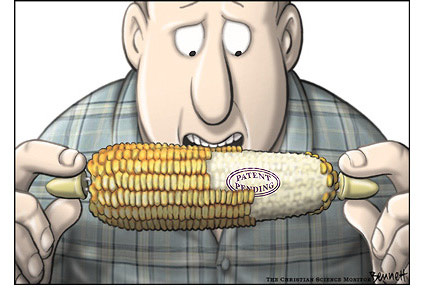 PATENT
PENDING
THE CHRISTIAN SCIENCE MONITOR
Bennett